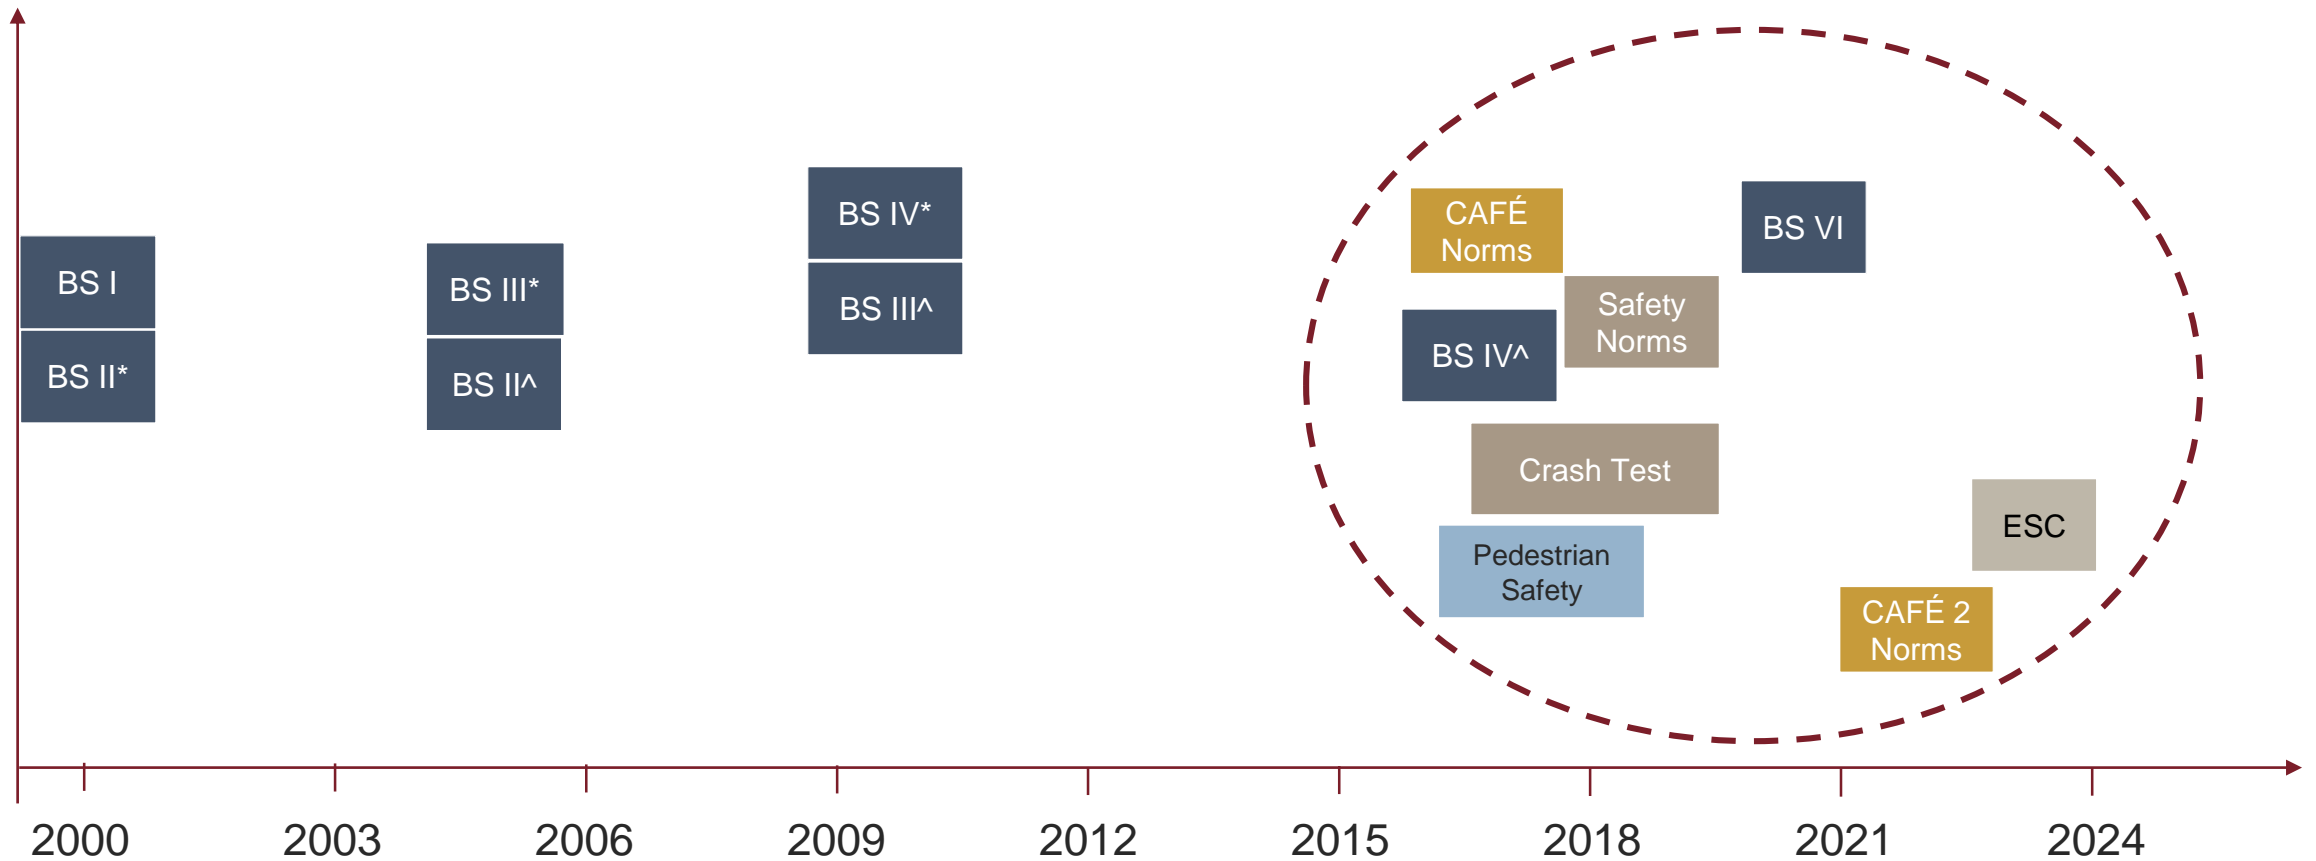 BS I
BS II*
BS III*
BS II^
BS IV*
BS III^
CAFÉ
Norms
BS IV^
Safety
Norms
Crash Test
Pedestrian
Safety
BS VI
ESC
CAFÉ 2
Norms
2000
2003
2006
2009
2012
2015
2018
2021
2024